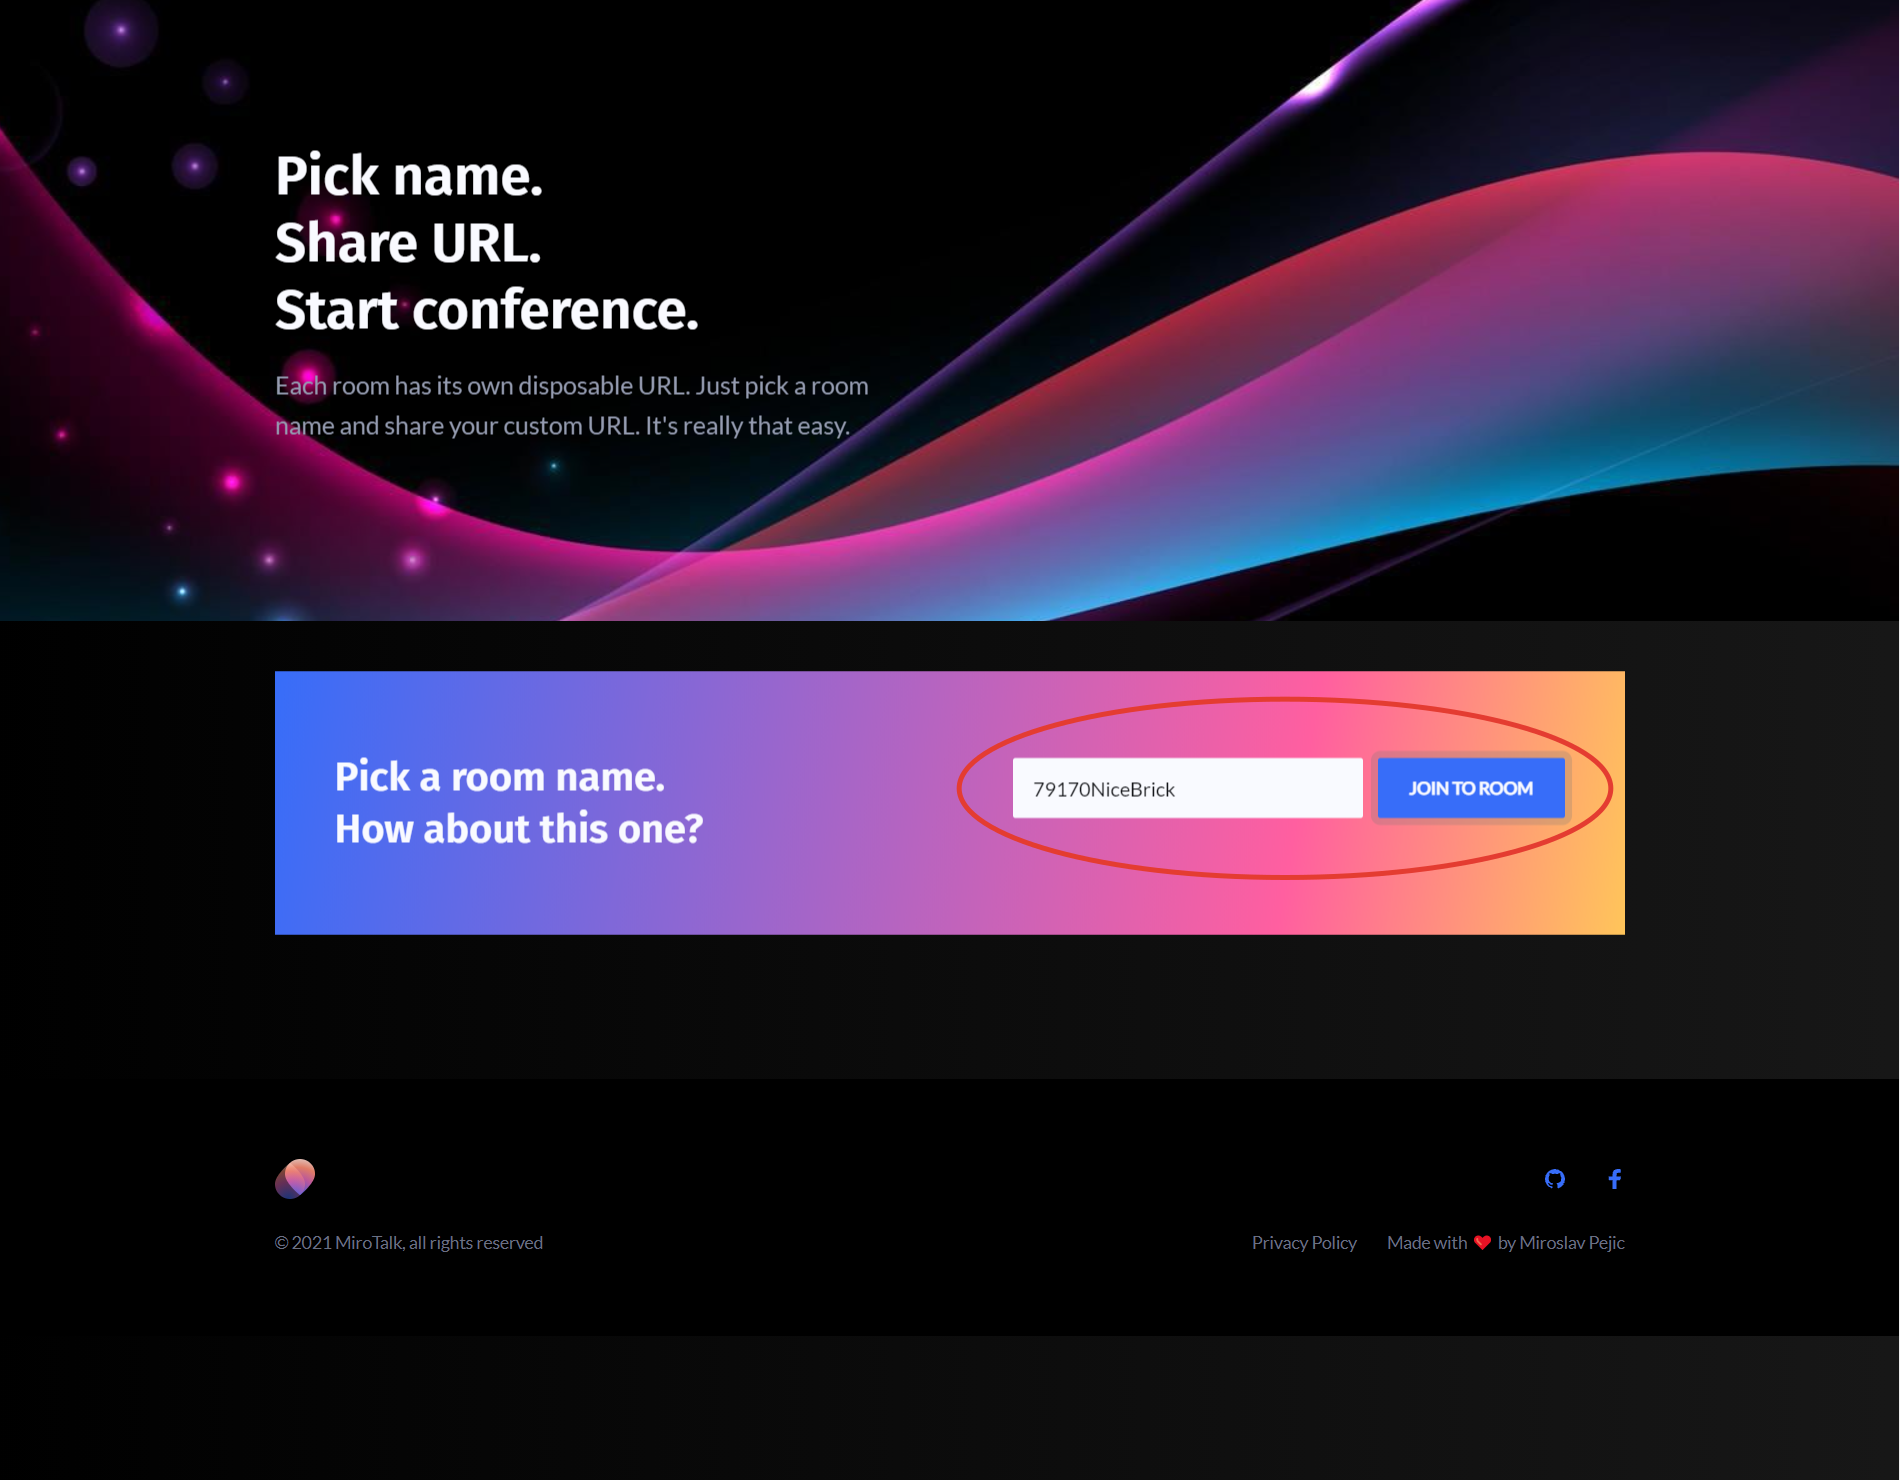 Pick name.
Share URL.
Start conference.
Each room has its own disposable URL. Just pick a room
name and share your custom URL. It's really that easy.
Pick a room name.
How about this one?
79170NiceBrick
JOIN TO ROOM
© 2021 MiroTalk, all rights reserved
Privacy Policy
Made with ❤ by Miroslav Pejic